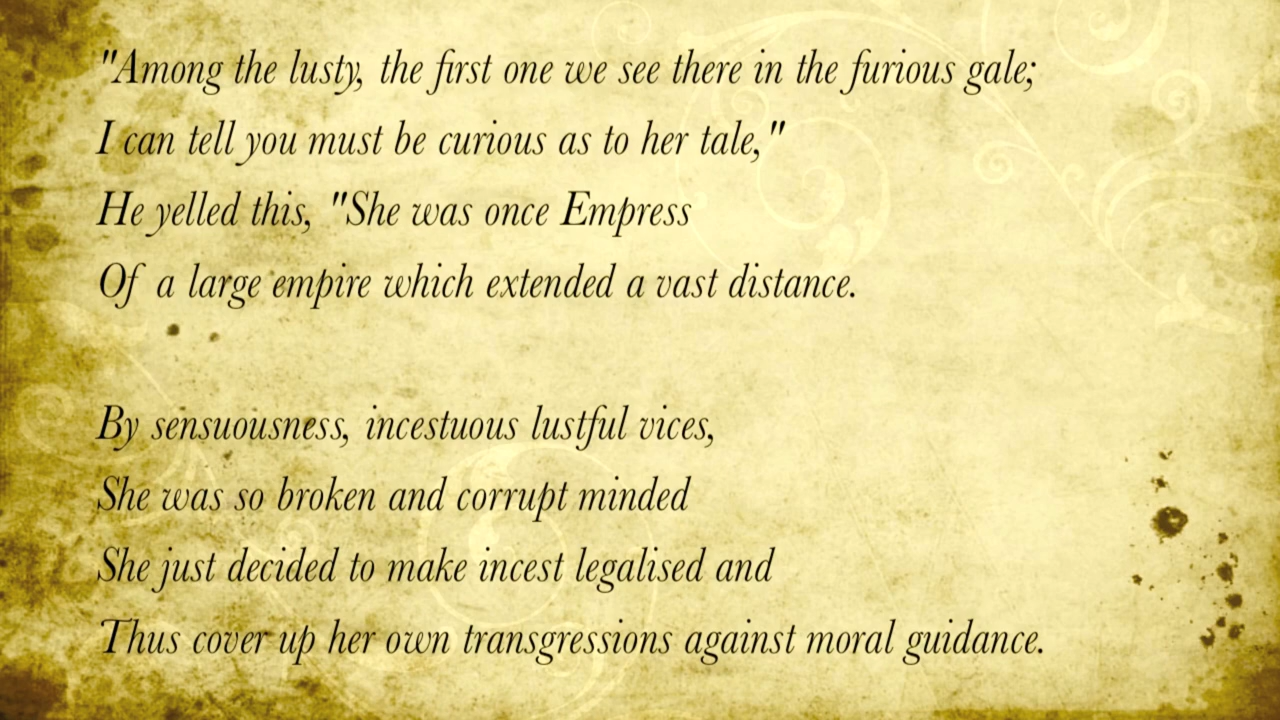 "Among the lusty, the first one we see there in the furious gale;
I can tell you must be curious as to her tale,"
He yelled this, "She was once Empress
Of a large empire which extended a vast distance.
By sensuousness, incestuous lustful vices,
She was so broken and corrupt minded
She just decided to make incest legalised and
Thus cover up her own transgressions against moral guidance.